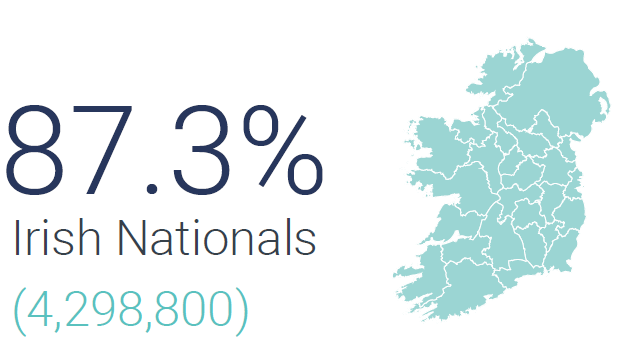 87.3%
Irish Nationals
(4,298,800)